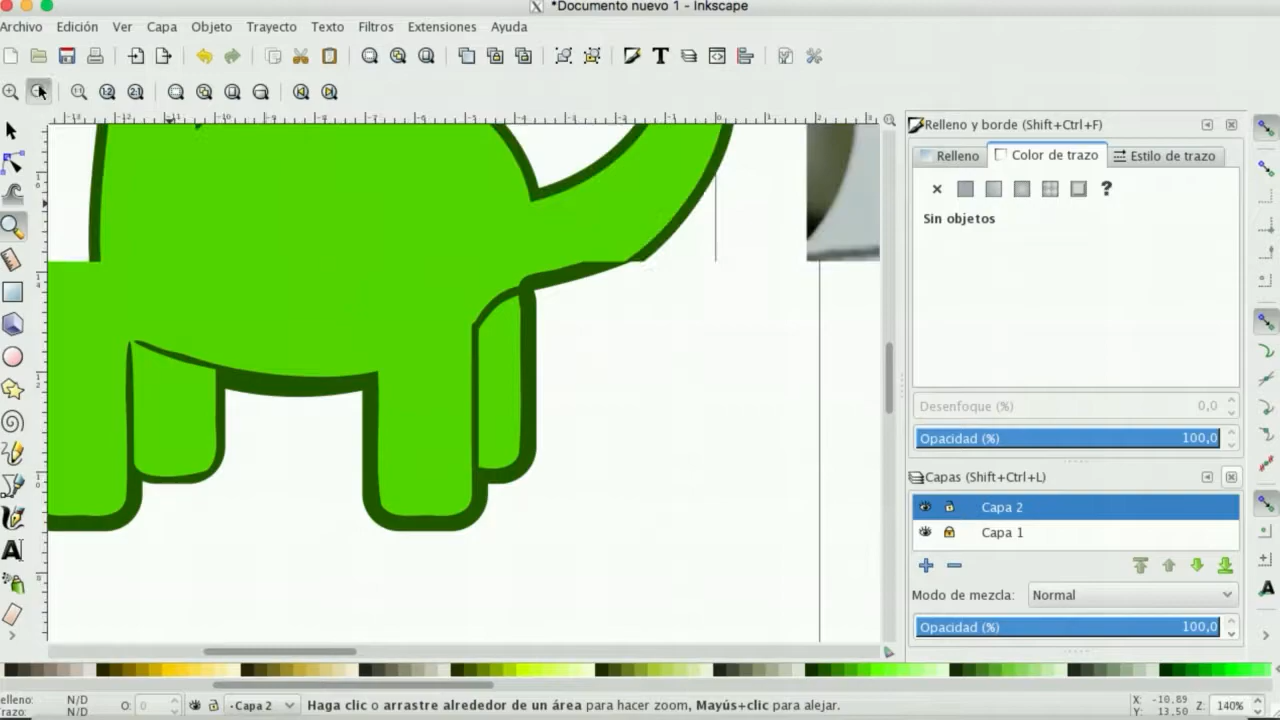 *Documento nuevo 1 - Inkscape
Archivo Edición Ver Capa Objeto Trayecto Texto Filtros Extensiones Ayuda
Relleno y borde (Shift+Ctrl+F)
Relleno Color de trazo Estilo de trazo
?
Sin objetos
Desenfoque (%) 0,0
Opacidad (%) 100,0
Capas (Shift+Ctrl+L)
Capa 2
Capa 1
Modo de mezcla: Normal
Opacidad (%) 100,0
elleno: N/D
razo: N/D
O: 0
-Capa 2
Haga clic o arrastre alrededor de un área para hacer zoom, Mayús+clic para alejar.
X: -10,89
Y: 13,50
Z: 140%